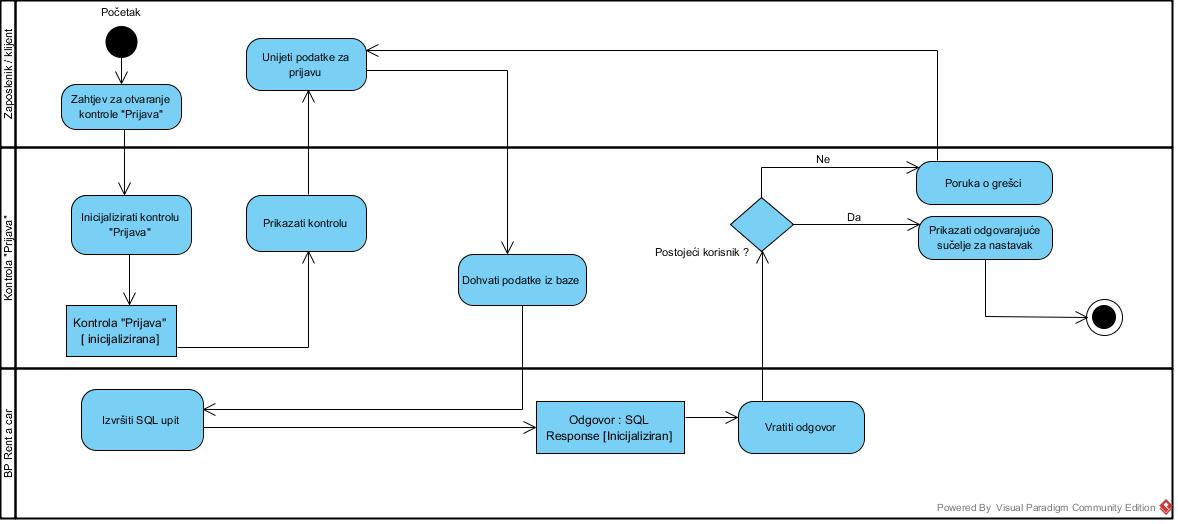 Početak
Zaposlenik / klijent
Zahtjev za otvaranje
kontrole "Prijava"
Unijeti podatke za
prijavu
Kontrola "Prijava"
Inicijalizirati kontrolu
"Prijava"
Prikazati kontrolu
Kontrola "Prijava"
[ inicijalizirana]
Dohvati podatke iz baze
Postojeći korisnik ?
Ne
Da
Poruka o grešci
Prikazati odgovarajuće
sučelje za nastavak
BP Rent a car
Izvršiti SQL upit
Odgovor : SQL
Response [Inicijaliziran]
Vratiti odgovor
Powered By Visual Paradigm Community Edition